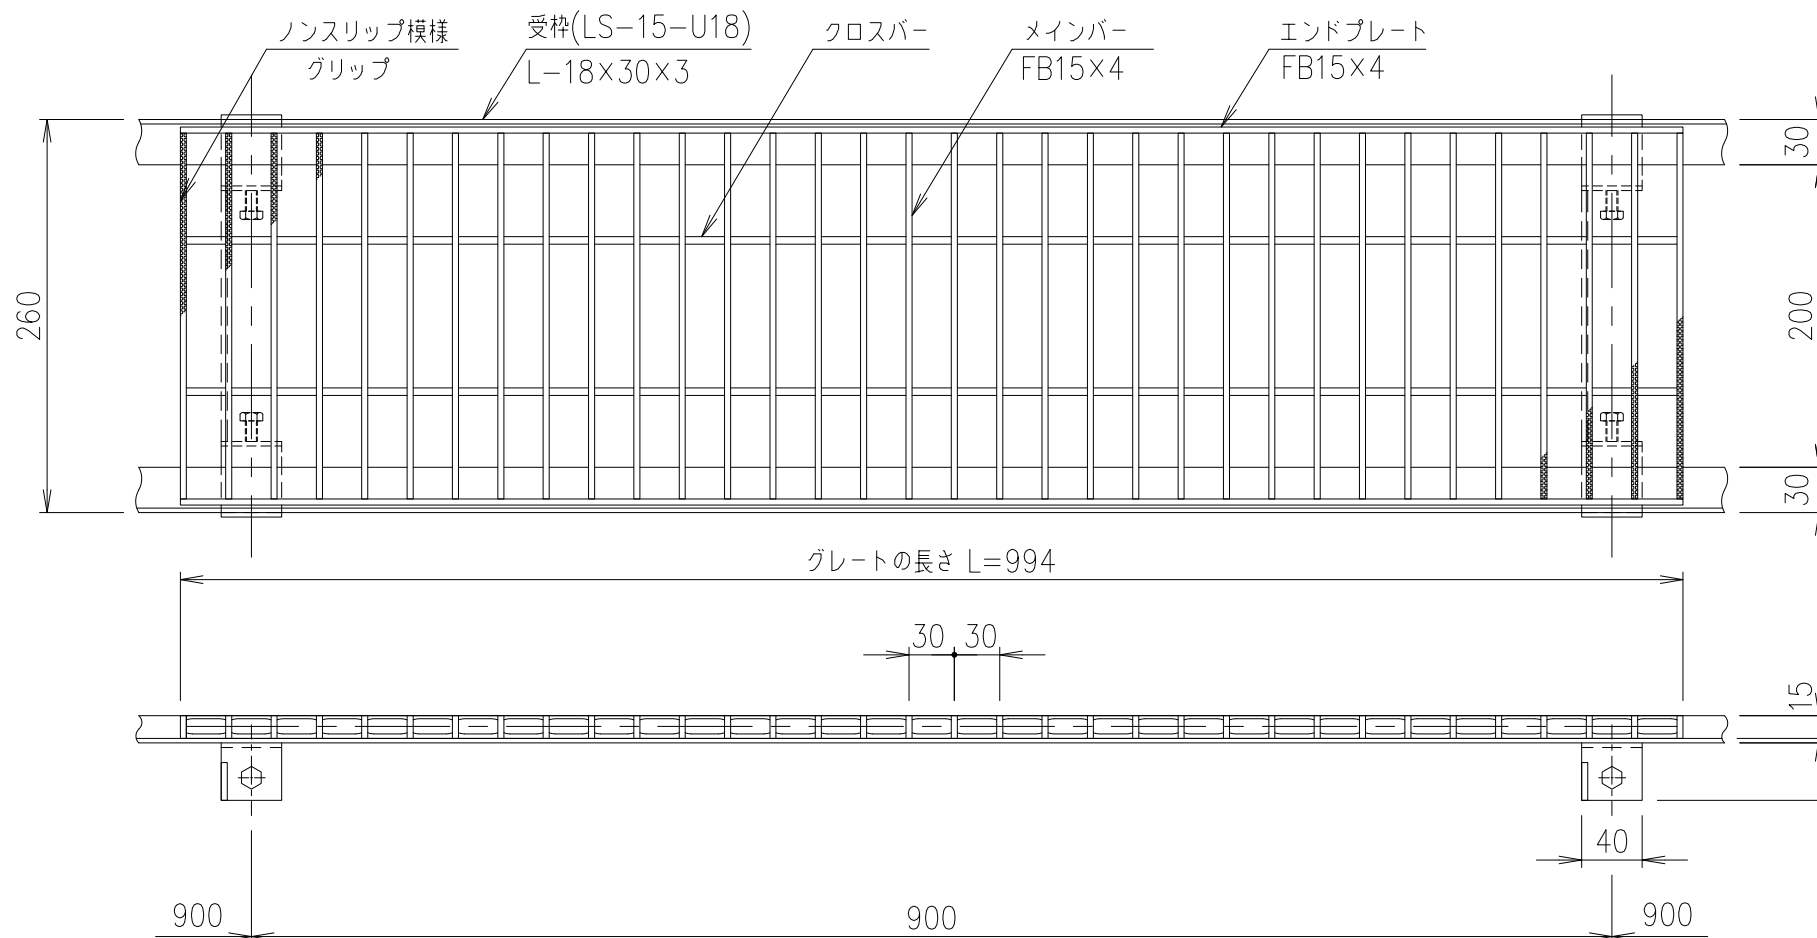 ノンスリップ模様
グリップ
受枠(LS-15-U18)
L-18×30×3
クロスバー
メインバー
FB15×4
エンドプレート
FB15×4
30
260
200
30
グレートの長さ L=994
30 30
15
40
900
900
900